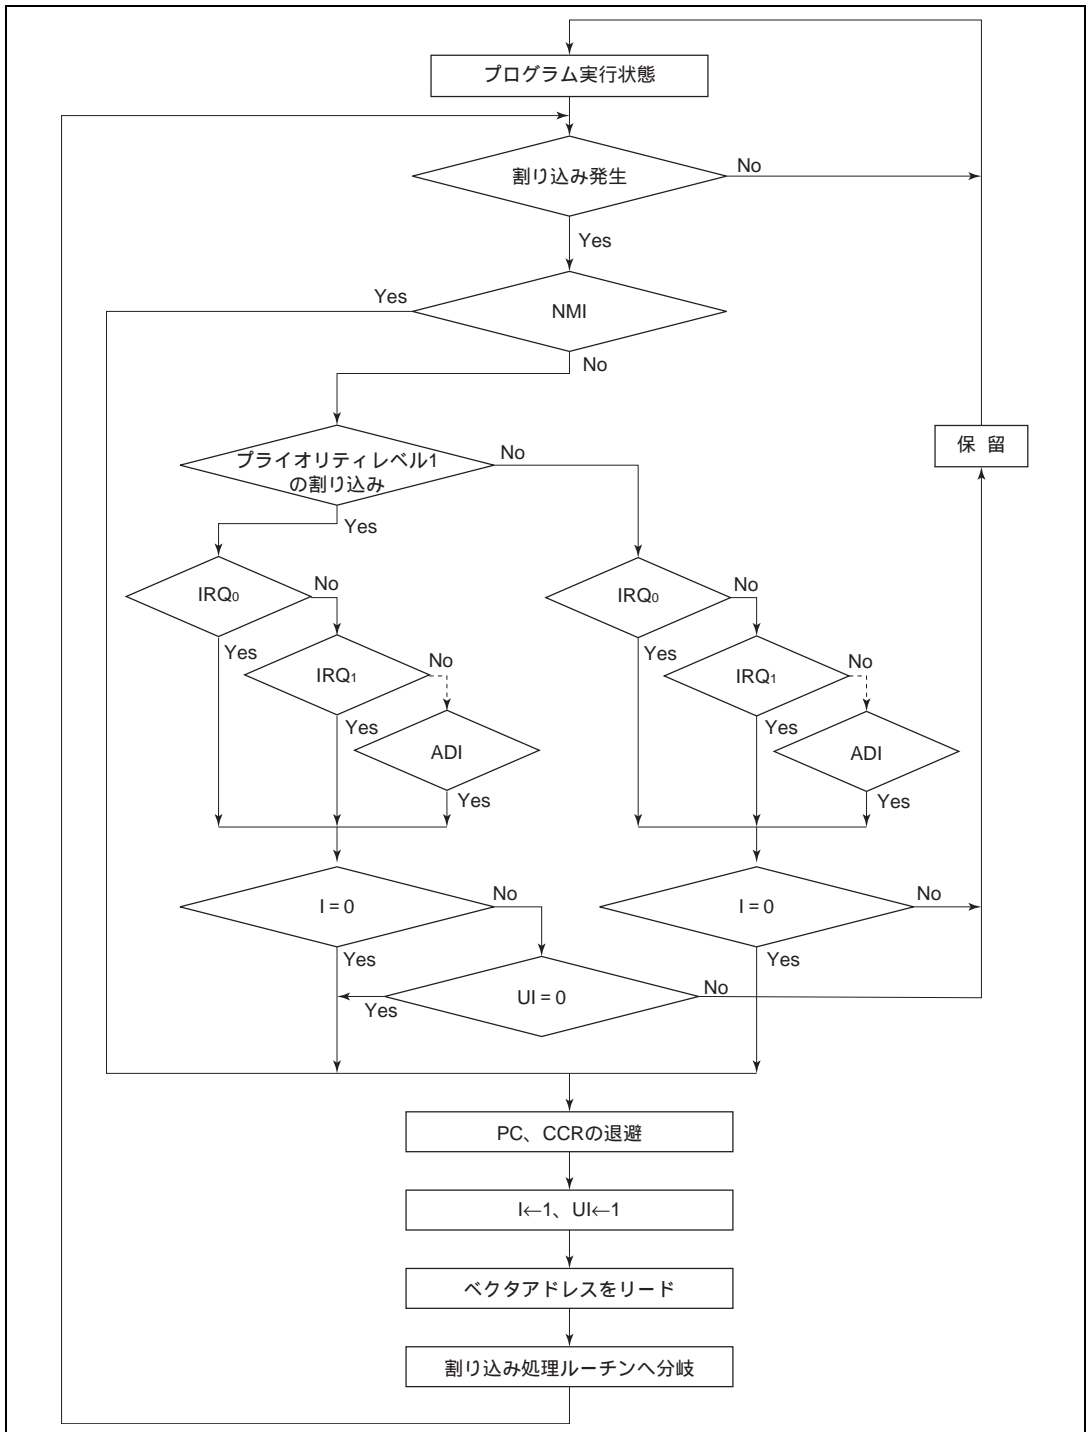 プログラム実行状態
割り込み発生
No
Yes
Yes
NMI
No
プライオリティレベル1
の割り込み
No
保 留
Yes
IRQ0
No
IRQ0
No
Yes
IRQ1
No
Yes
IRQ1
No
Yes
ADI
Yes
ADI
Yes
Yes
I = 0
No
I = 0
No
Yes
Yes
UI = 0
No
Yes
PC、CCRの退避
I←1、UI←1
ベクタアドレスをリード
割り込み処理ルーチンへ分岐